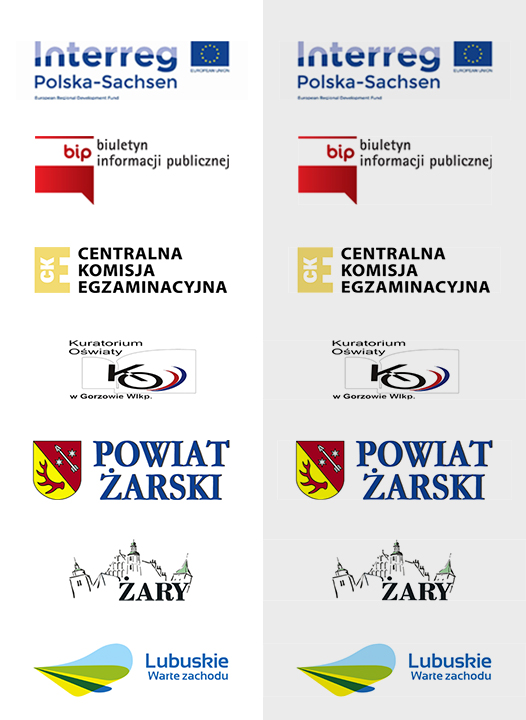 Interreg
EUROPEAN UNION
Polska-Sachsen
European Regional Development Fund
bip biuletyn
informacji publicznej
CKE CENTRALNA
KOMISJA
EGZAMINACYJNA
Kuratorium
Oświaty
KO
w Gorzowie Wlkp.
POWIAT
ŻARSKI
ŻARY
Lubuskie
Warte zachodu
Interreg
EUROPEAN UNION
Polska-Sachsen
European Regional Development Fund
bip biuletyn
informacji publicznej
CKE CENTRALNA
KOMISJA
EGZAMINACYJNA
Kuratorium
Oświaty
KO
w Gorzowie Wlkp.
POWIAT
ŻARSKI
ŻARY
Lubuskie
Warte zachodu